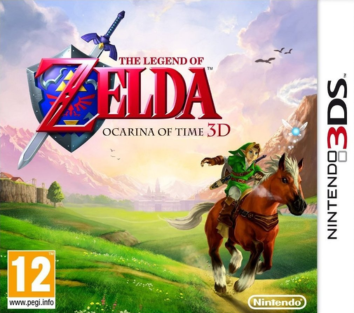 THE LEGEND OF
ZELDA
OCARINA OF TIME 3D
NINTENDO 3DS
12
www.pegi.info
Nintendo